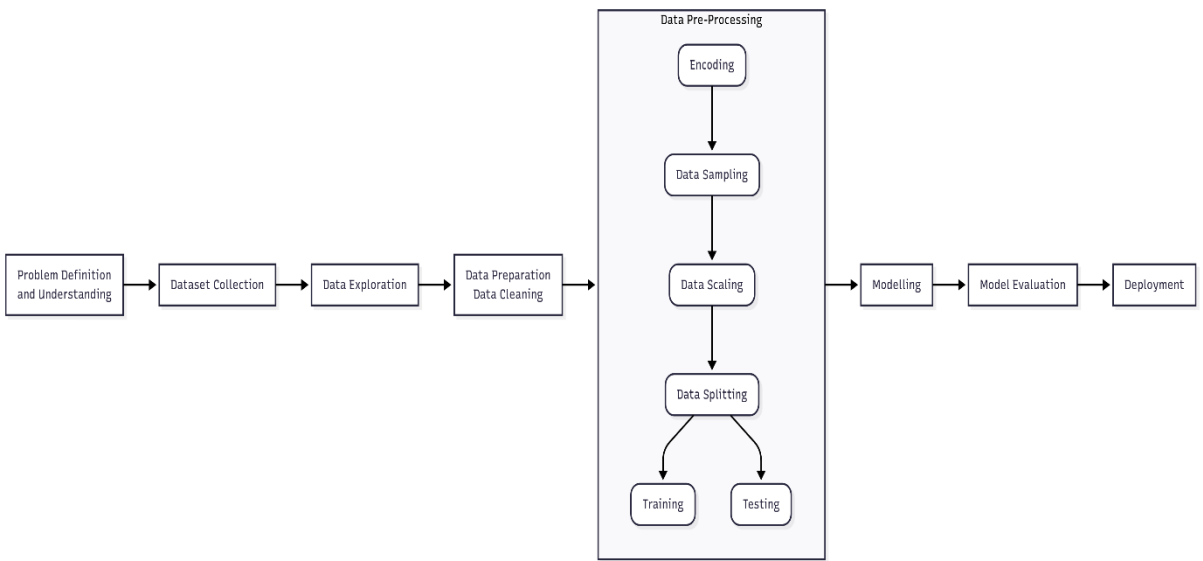 Problem Definition
and Understanding
Dataset Collection
Data Exploration
Data Preparation
Data Cleaning
Data Pre-Processing
Encoding
Data Sampling
Data Scaling
Data Splitting
Training
Testing
Modelling
Model Evaluation
Deployment